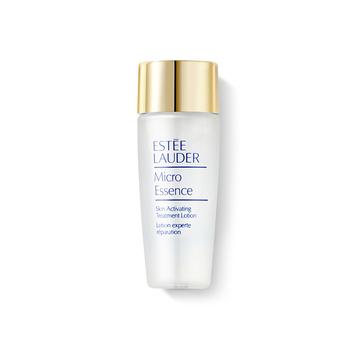 ESTĒE
LAUDER
Micro
Essence
Skin Activating
Treatment Lotion
Lotion experte
réparation